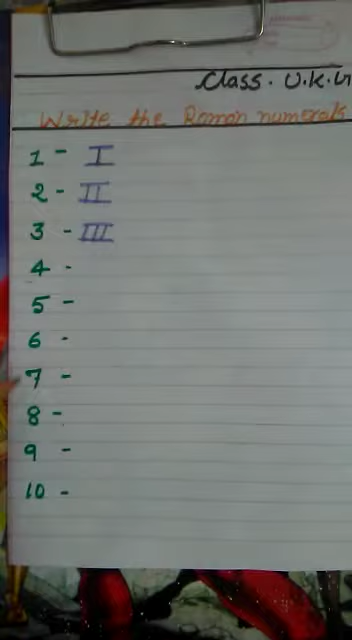 Class. U.K.G
Write the Roman numerals
1 - I
2 - II
3 - III
4 -
5 -
6 -
7 -
8 -
9 -
10 -